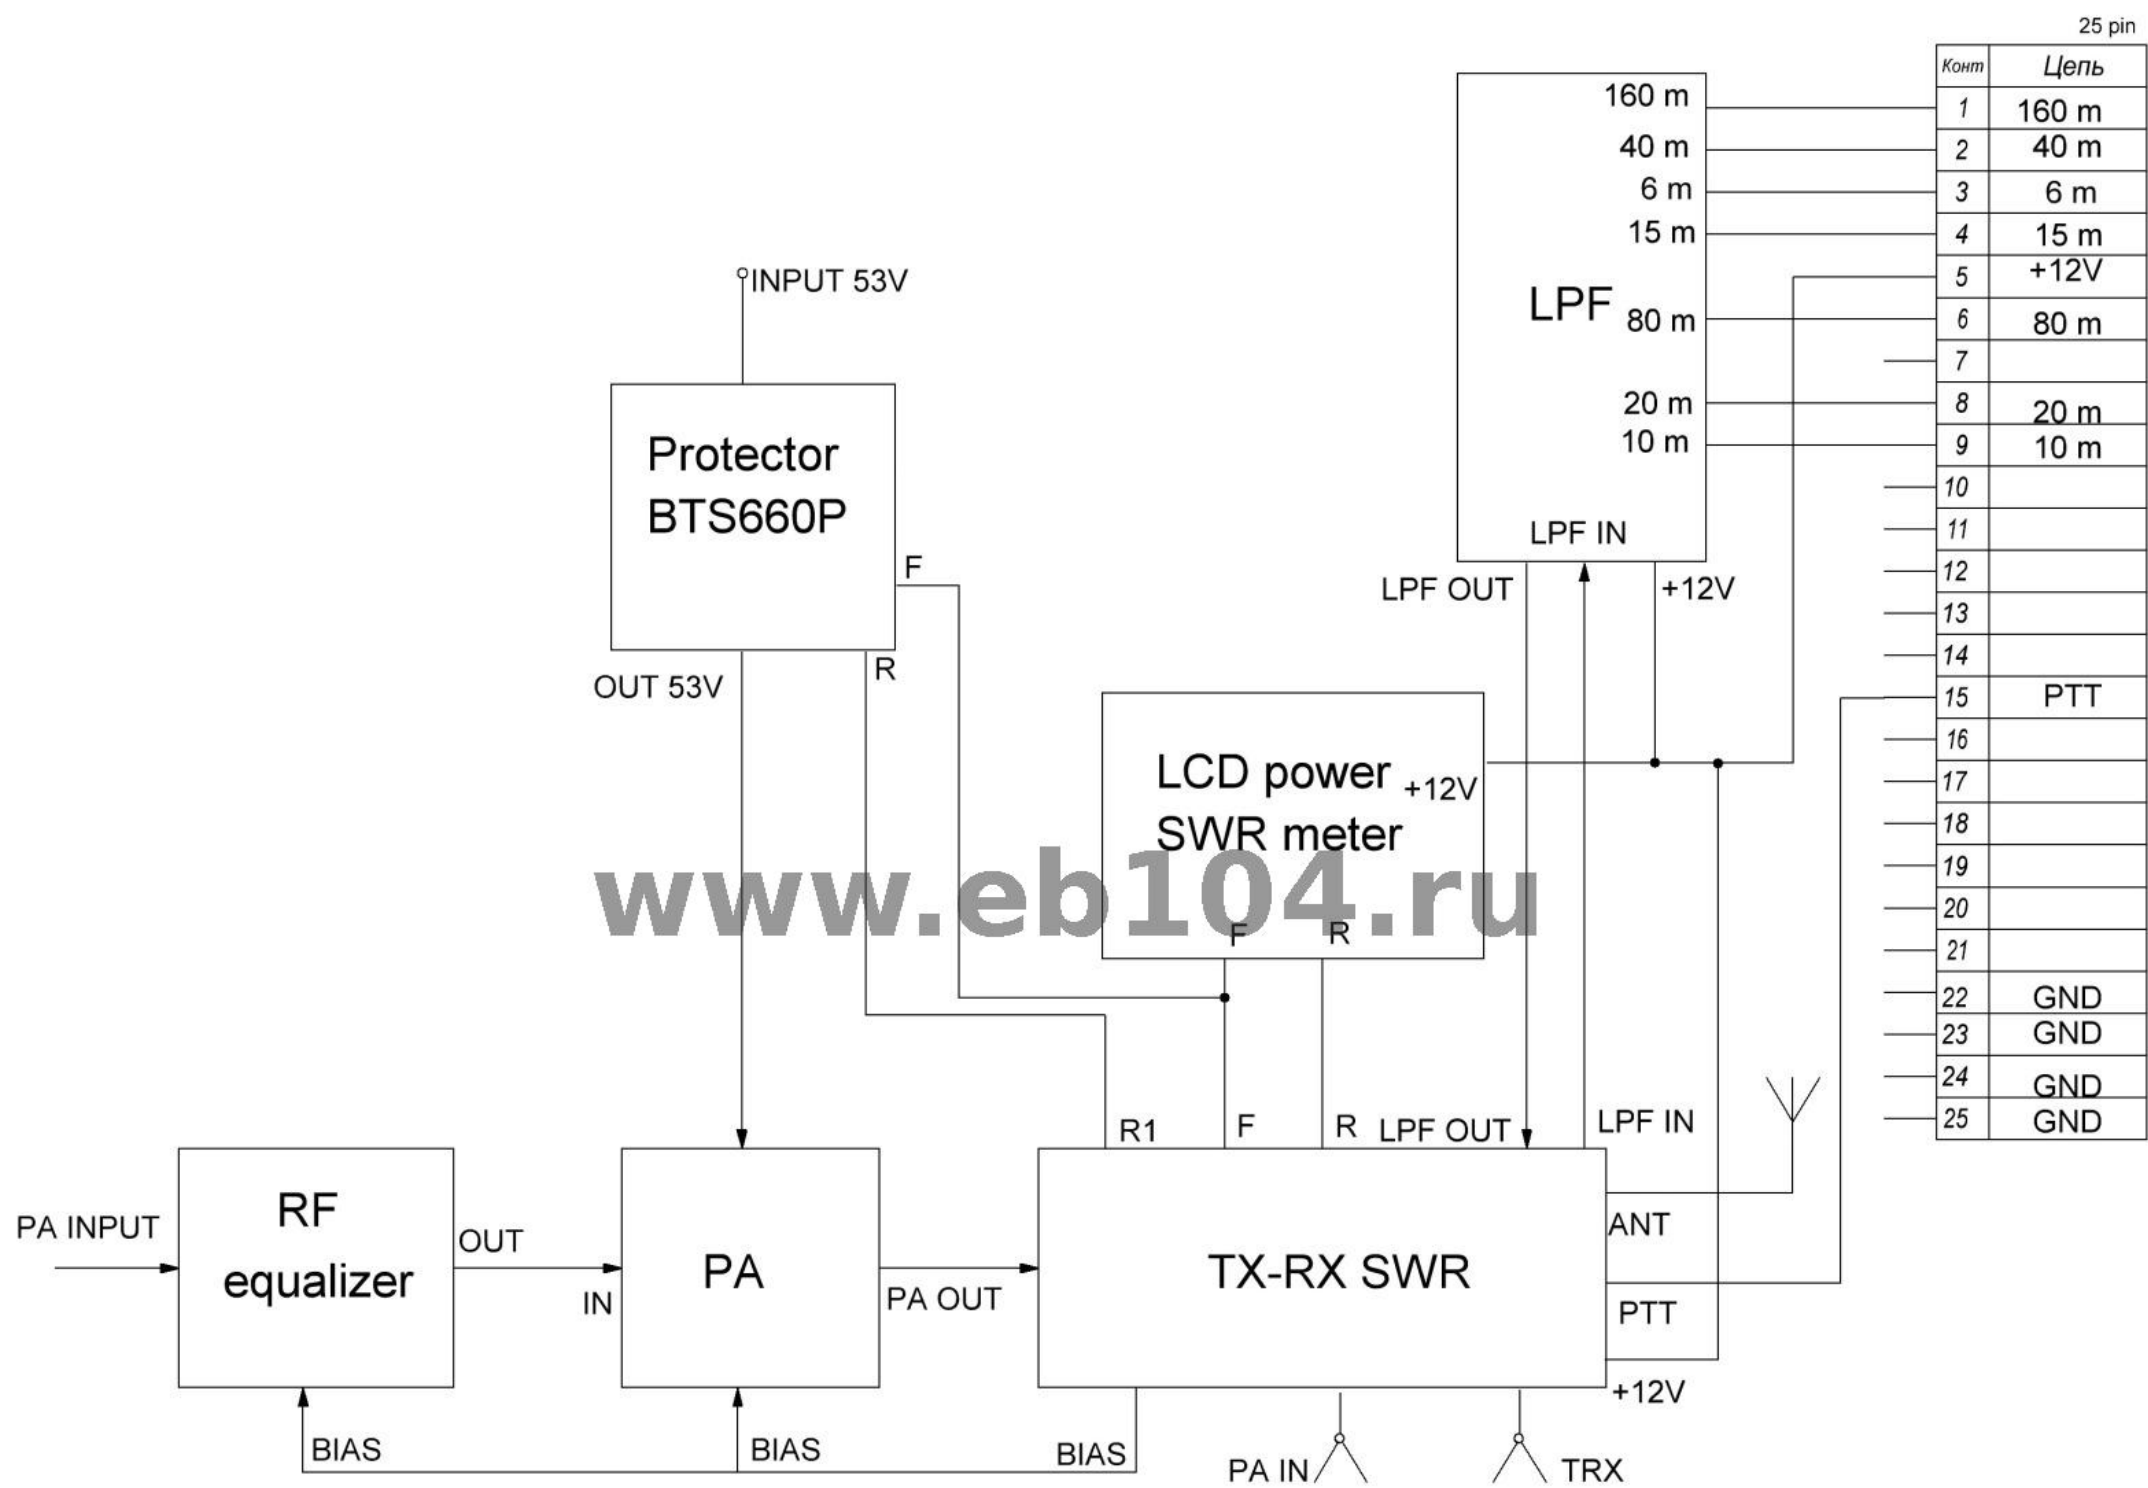 25 pin
Конт Цепь
1 160 m
2 40 m
3 6 m
4 15 m
5 +12V
6 80 m
7
8 20 m
9 10 m
10
11
12
13
14
15 PTT
16
17
18
19
20
21
22 GND
23 GND
24 GND
25 GND
160 m
40 m
6 m
15 m
LPF
80 m
20 m
10 m
LPF IN
LPF OUT
+12V
INPUT 53V
Protector
BTS660P
F
R
OUT 53V
LCD power
+12V
SWR meter
F R
www.eb104.ru
R1 F R LPF OUT LPF IN
PA INPUT
RF
equalizer
OUT
IN
PA
PA OUT
TX-RX SWR
ANT
PTT
+12V
BIAS
BIAS
BIAS
PA IN
TRX